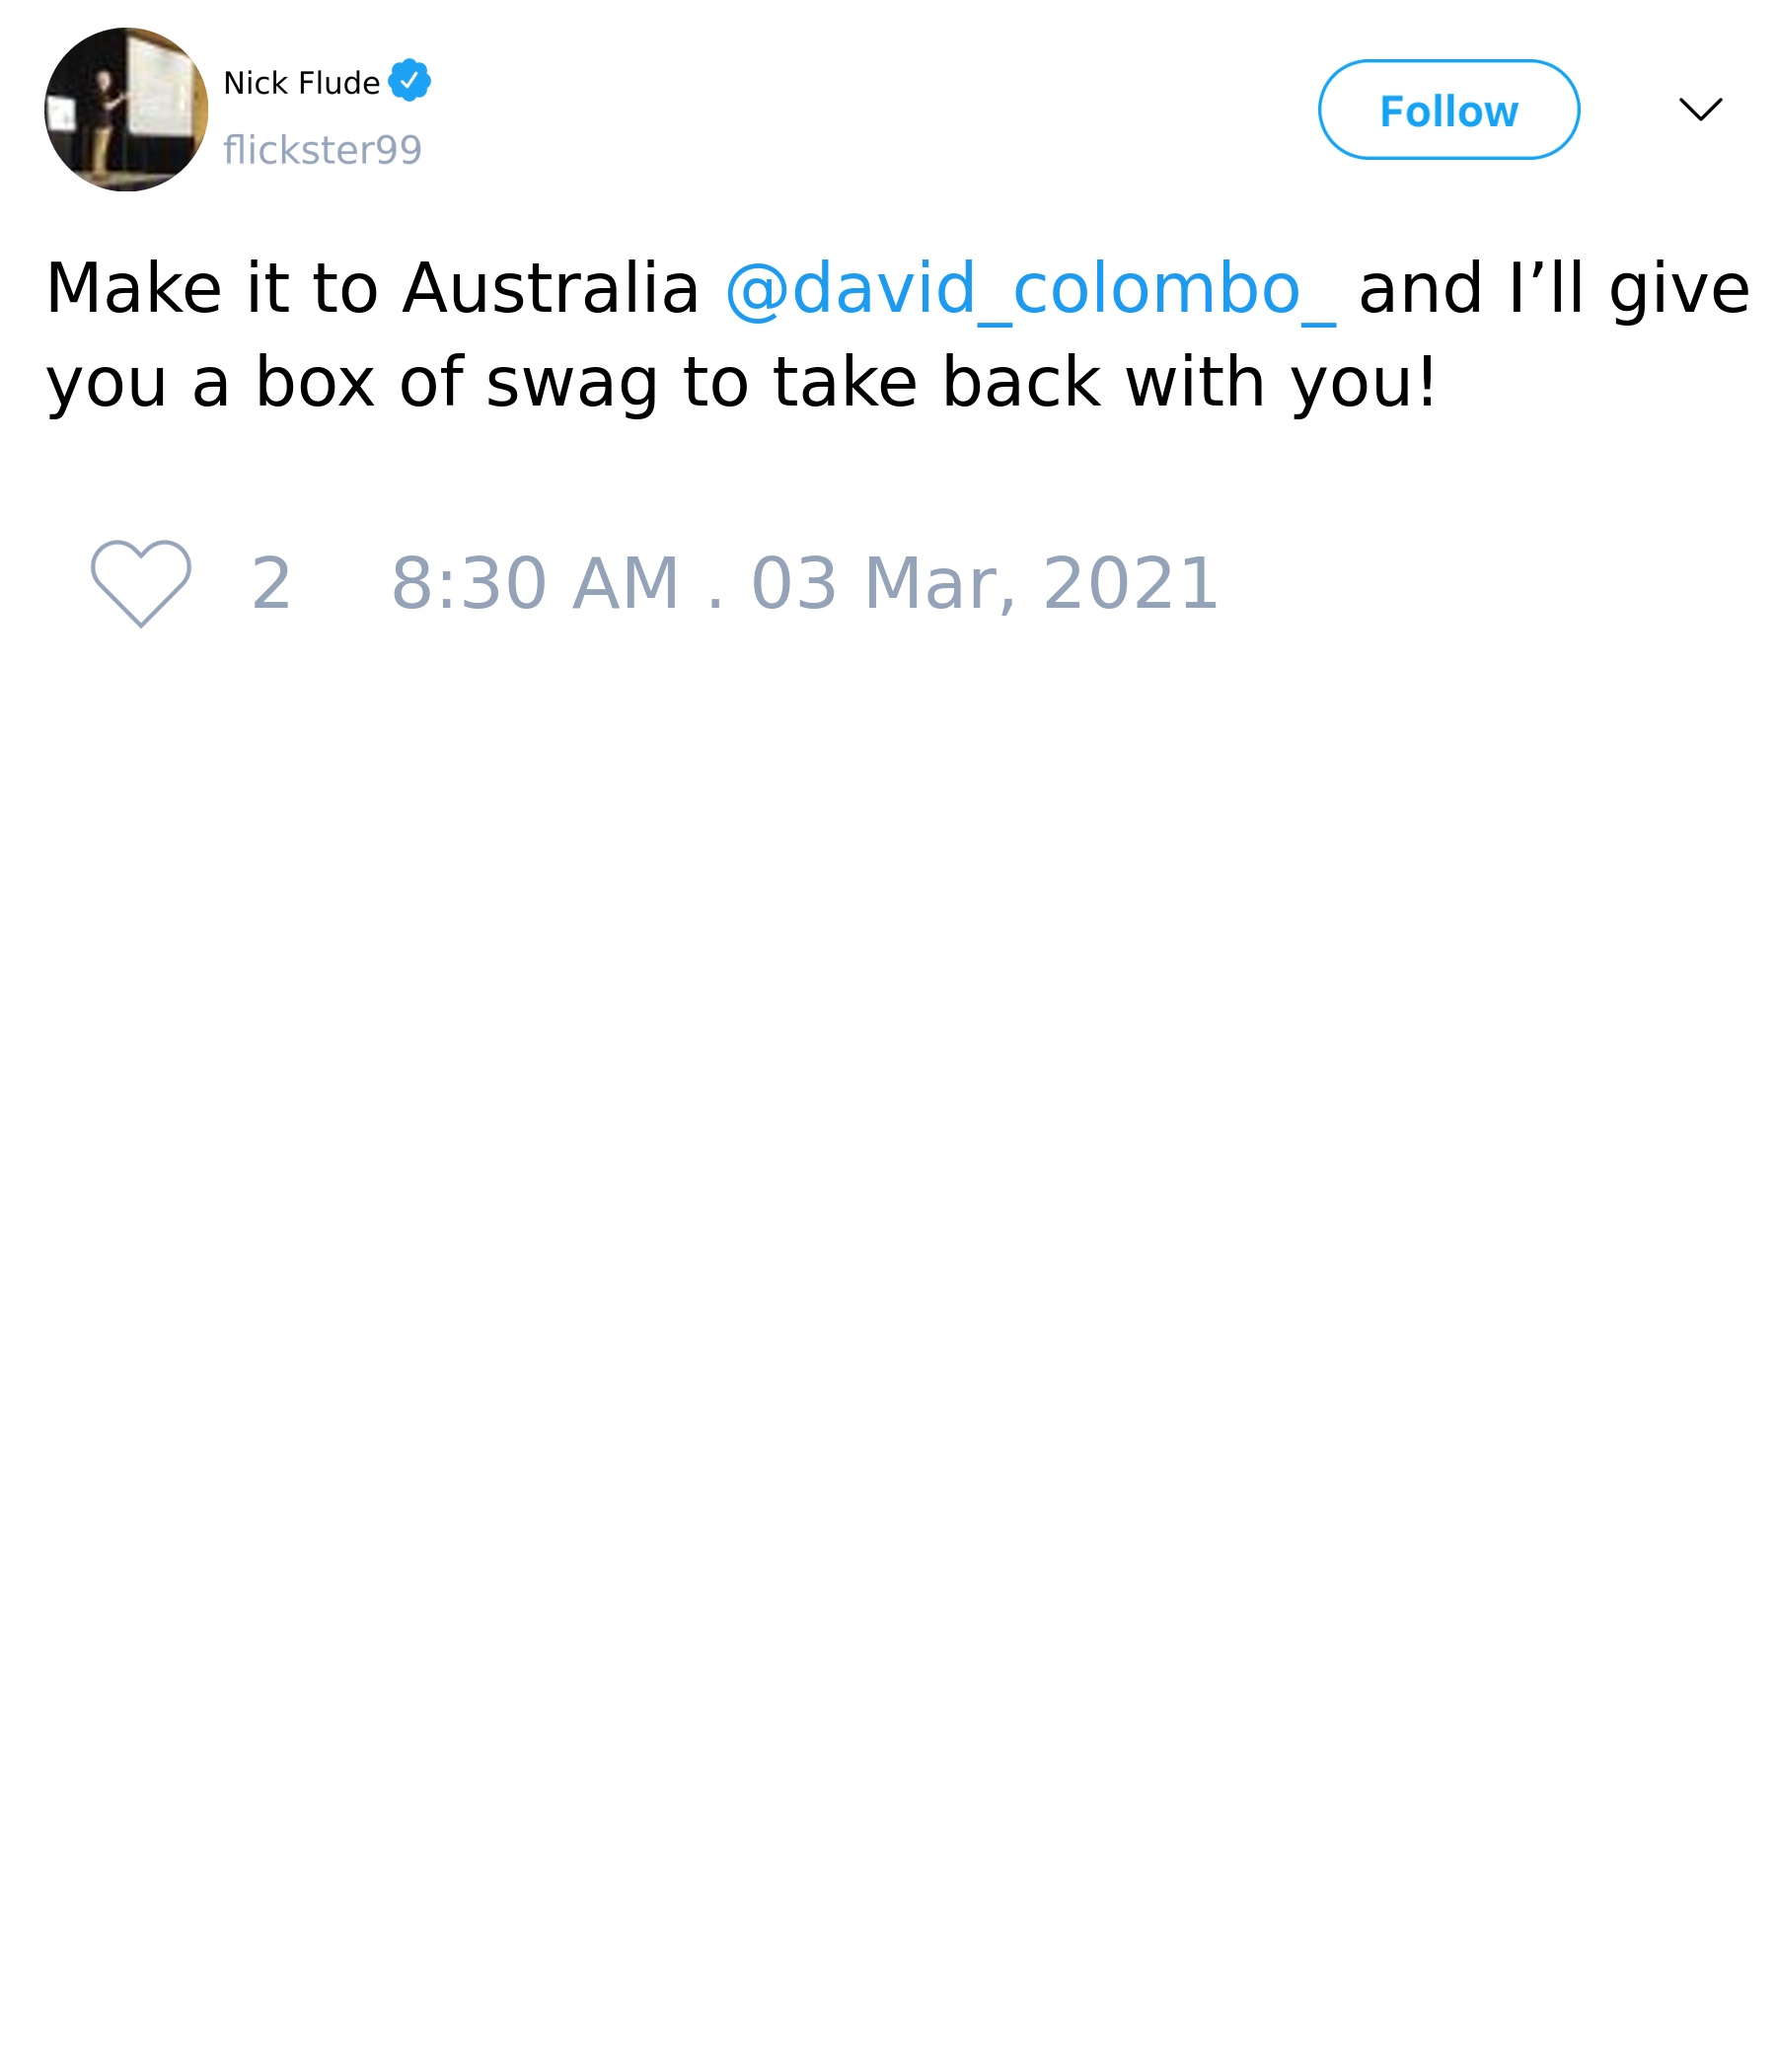 Nick Flude
flickster99
Follow
Make it to Australia @david_colombo_ and I’ll give
you a box of swag to take back with you!
2 8:30 AM . 03 Mar, 2021